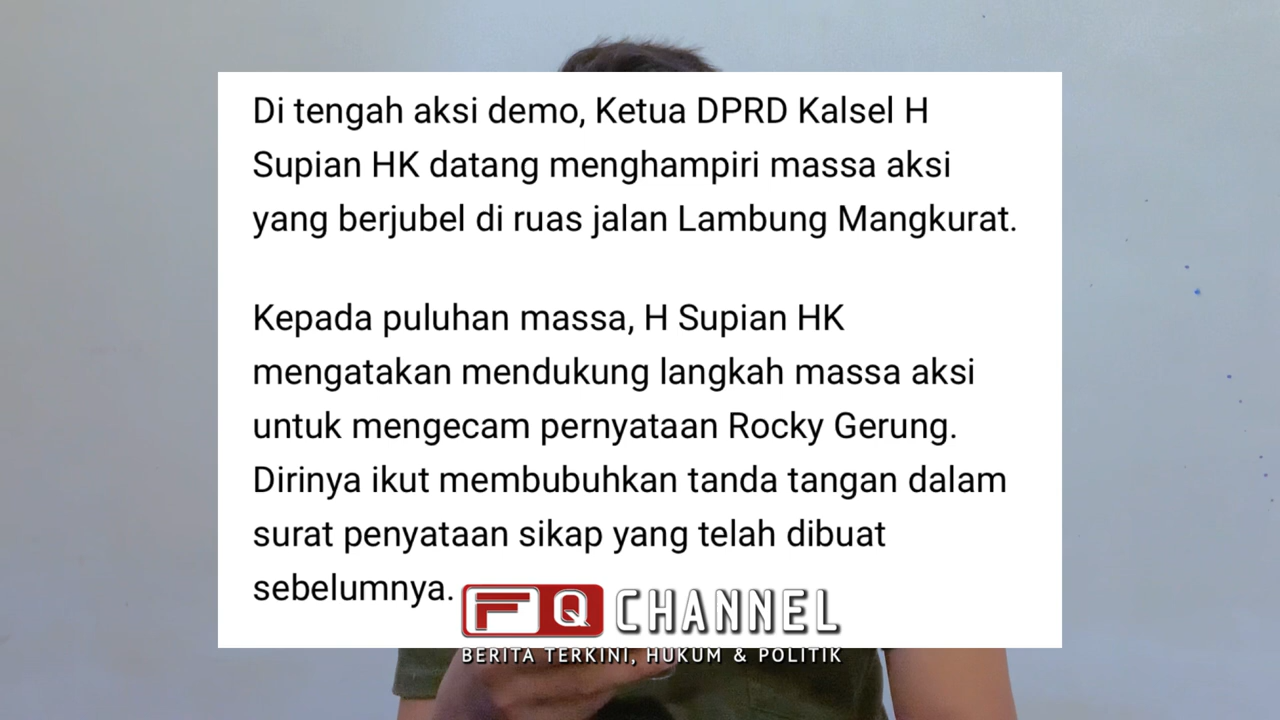 Di tengah aksi demo, Ketua DPRD Kalsel H
Supian HK datang menghampiri massa aksi
yang berjubel di ruas jalan Lambung Mangkurat.
Kepada puluhan massa, H Supian HK
mengatakan mendukung langkah massa aksi
untuk mengecam pernyataan Rocky Gerung.
Dirinya ikut membubuhkan tanda tangan dalam
surat penyataan sikap yang telah dibuat
sebelumnya.
FQ CHANNEL
BERITA TERKINI, HUKUM & POLITIK